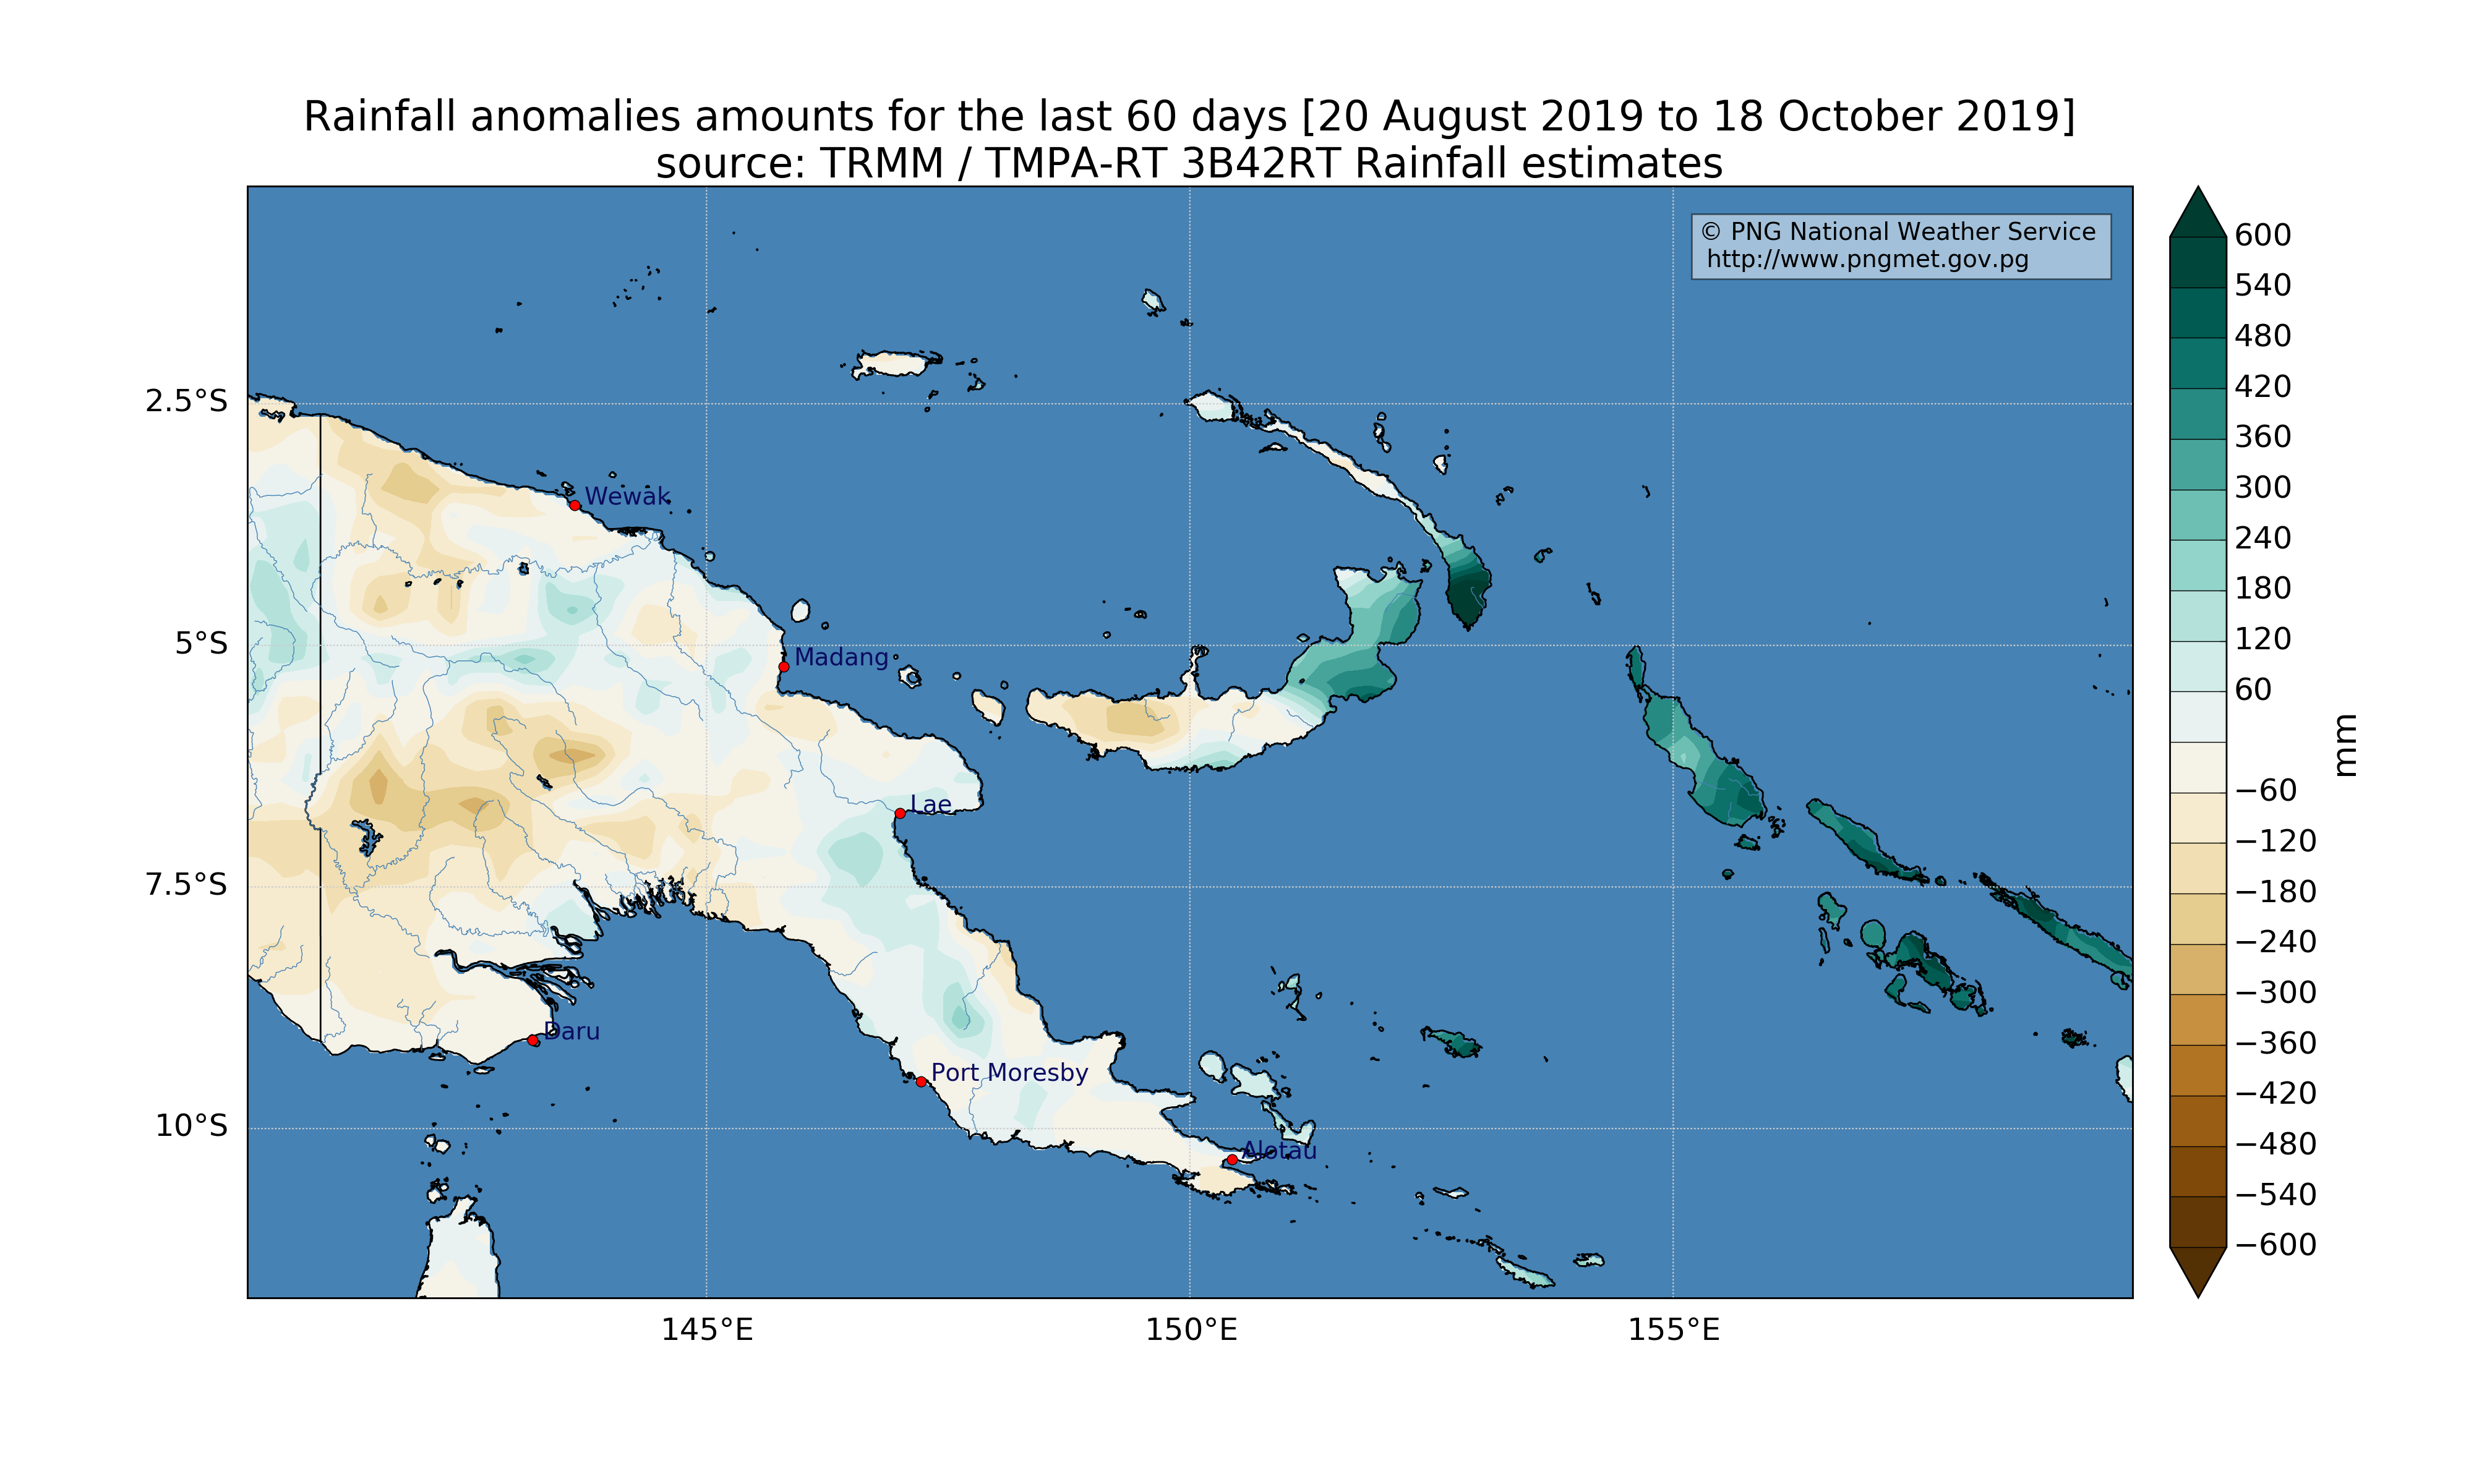 Rainfall anomalies amounts for the last 60 days [20 August 2019 to 18 October 2019]
source: TRMM / TMPA-RT 3B42RT Rainfall estimates
© PNG National Weather Service
http://www.pngmet.gov.pg
2.5°S
5°S
7.5°S
10°S
Wewak
Madang
Lae
Daru
Port Moresby
Alotau
145°E
150°E
155°E
600
540
480
420
360
300
240
180
120
60
−60
−120
−180
−240
−300
−360
−420
−480
−540
−600
mm